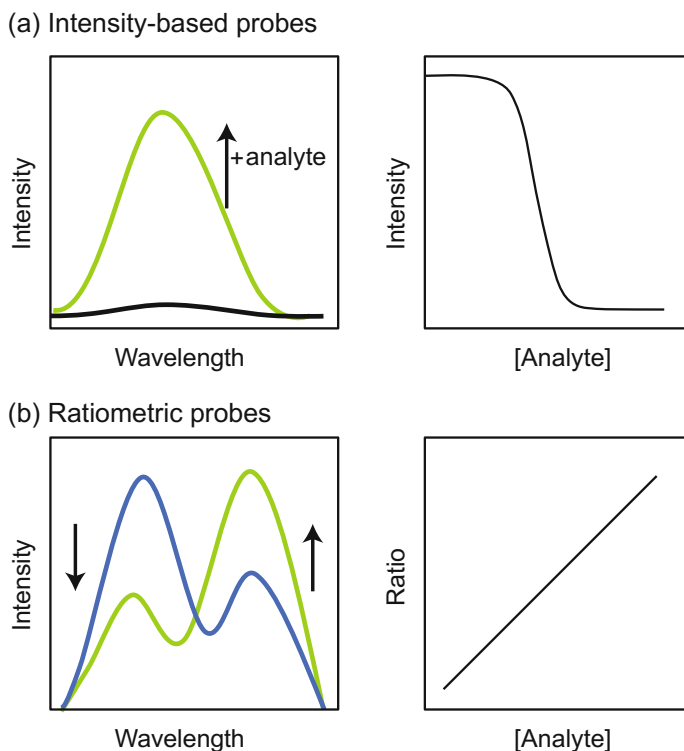 (a) Intensity-based probes
Intensity
+analyte
Wavelength
Intensity
[Analyte]
(b) Ratiometric probes
Intensity
Wavelength
Ratio
[Analyte]